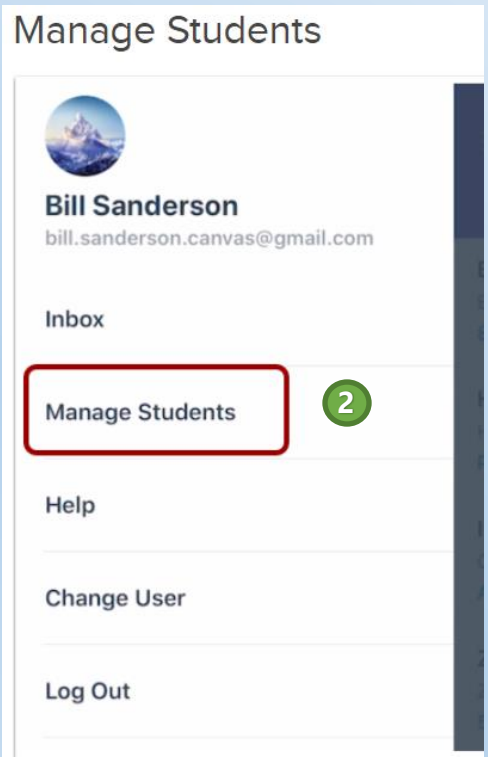 Manage Students
Bill Sanderson
bill.sanderson.canvas@gmail.com
Inbox
Manage Students
2
Help
Change User
Log Out